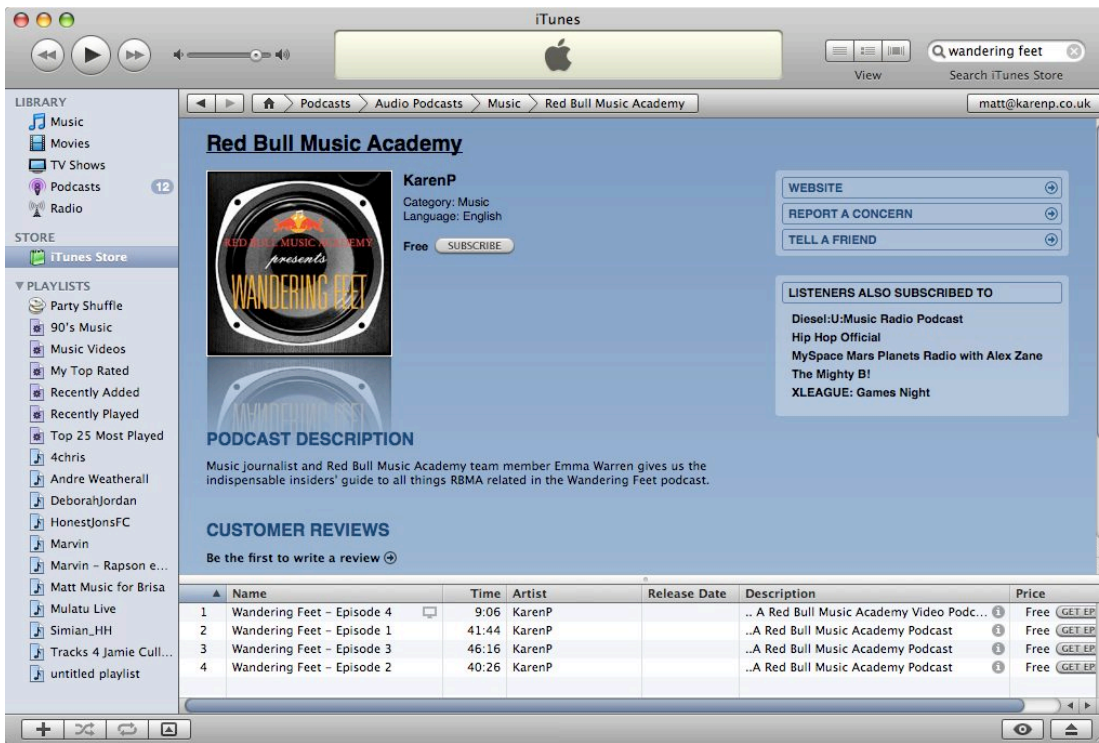 iTunes
wandering feet
View
Search iTunes Store
LIBRARY
Music
Movies
TV Shows
Podcasts 12
Radio
STORE
iTunes Store
PLAYLISTS
Party Shuffle
90's Music
Music Videos
My Top Rated
Recently Added
Recently Played
Top 25 Most Played
4chris
Andre Weatherall
DeborahJordan
HonestJonsFC
Marvin
Marvin – Rapson e...
Matt Music for Brisa
Mulatu Live
Simian_HH
Tracks 4 Jamie Cull...
untitled playlist
Podcasts Audio Podcasts Music Red Bull Music Academy
matt@karenp.co.uk
Red Bull Music Academy
RED BULL MUSIC ACADEMY
presents
WANDERING FEET
KarenP
Category: Music
Language: English
Free SUBSCRIBE
WEBSITE
REPORT A CONCERN
TELL A FRIEND
LISTENERS ALSO SUBSCRIBED TO
Diesel:U:Music Radio Podcast
Hip Hop Official
MySpace Mars Planets Radio with Alex Zane
The Mighty B!
XLEAGUE: Games Night
PODCAST DESCRIPTION
Music journalist and Red Bull Music Academy team member Emma Warren gives us the
indispensable insiders' guide to all things RBMA related in the Wandering Feet podcast.
CUSTOMER REVIEWS
Be the first to write a review
Name Time Artist Release Date Description Price
1 Wandering Feet – Episode 4 9:06 KarenP .. A Red Bull Music Academy Video Podc... Free GET EP
2 Wandering Feet – Episode 1 41:44 KarenP ..A Red Bull Music Academy Podcast Free GET EP
3 Wandering Feet – Episode 3 46:16 KarenP ..A Red Bull Music Academy Podcast Free GET EP
4 Wandering Feet – Episode 2 40:26 KarenP ..A Red Bull Music Academy Podcast Free GET EP